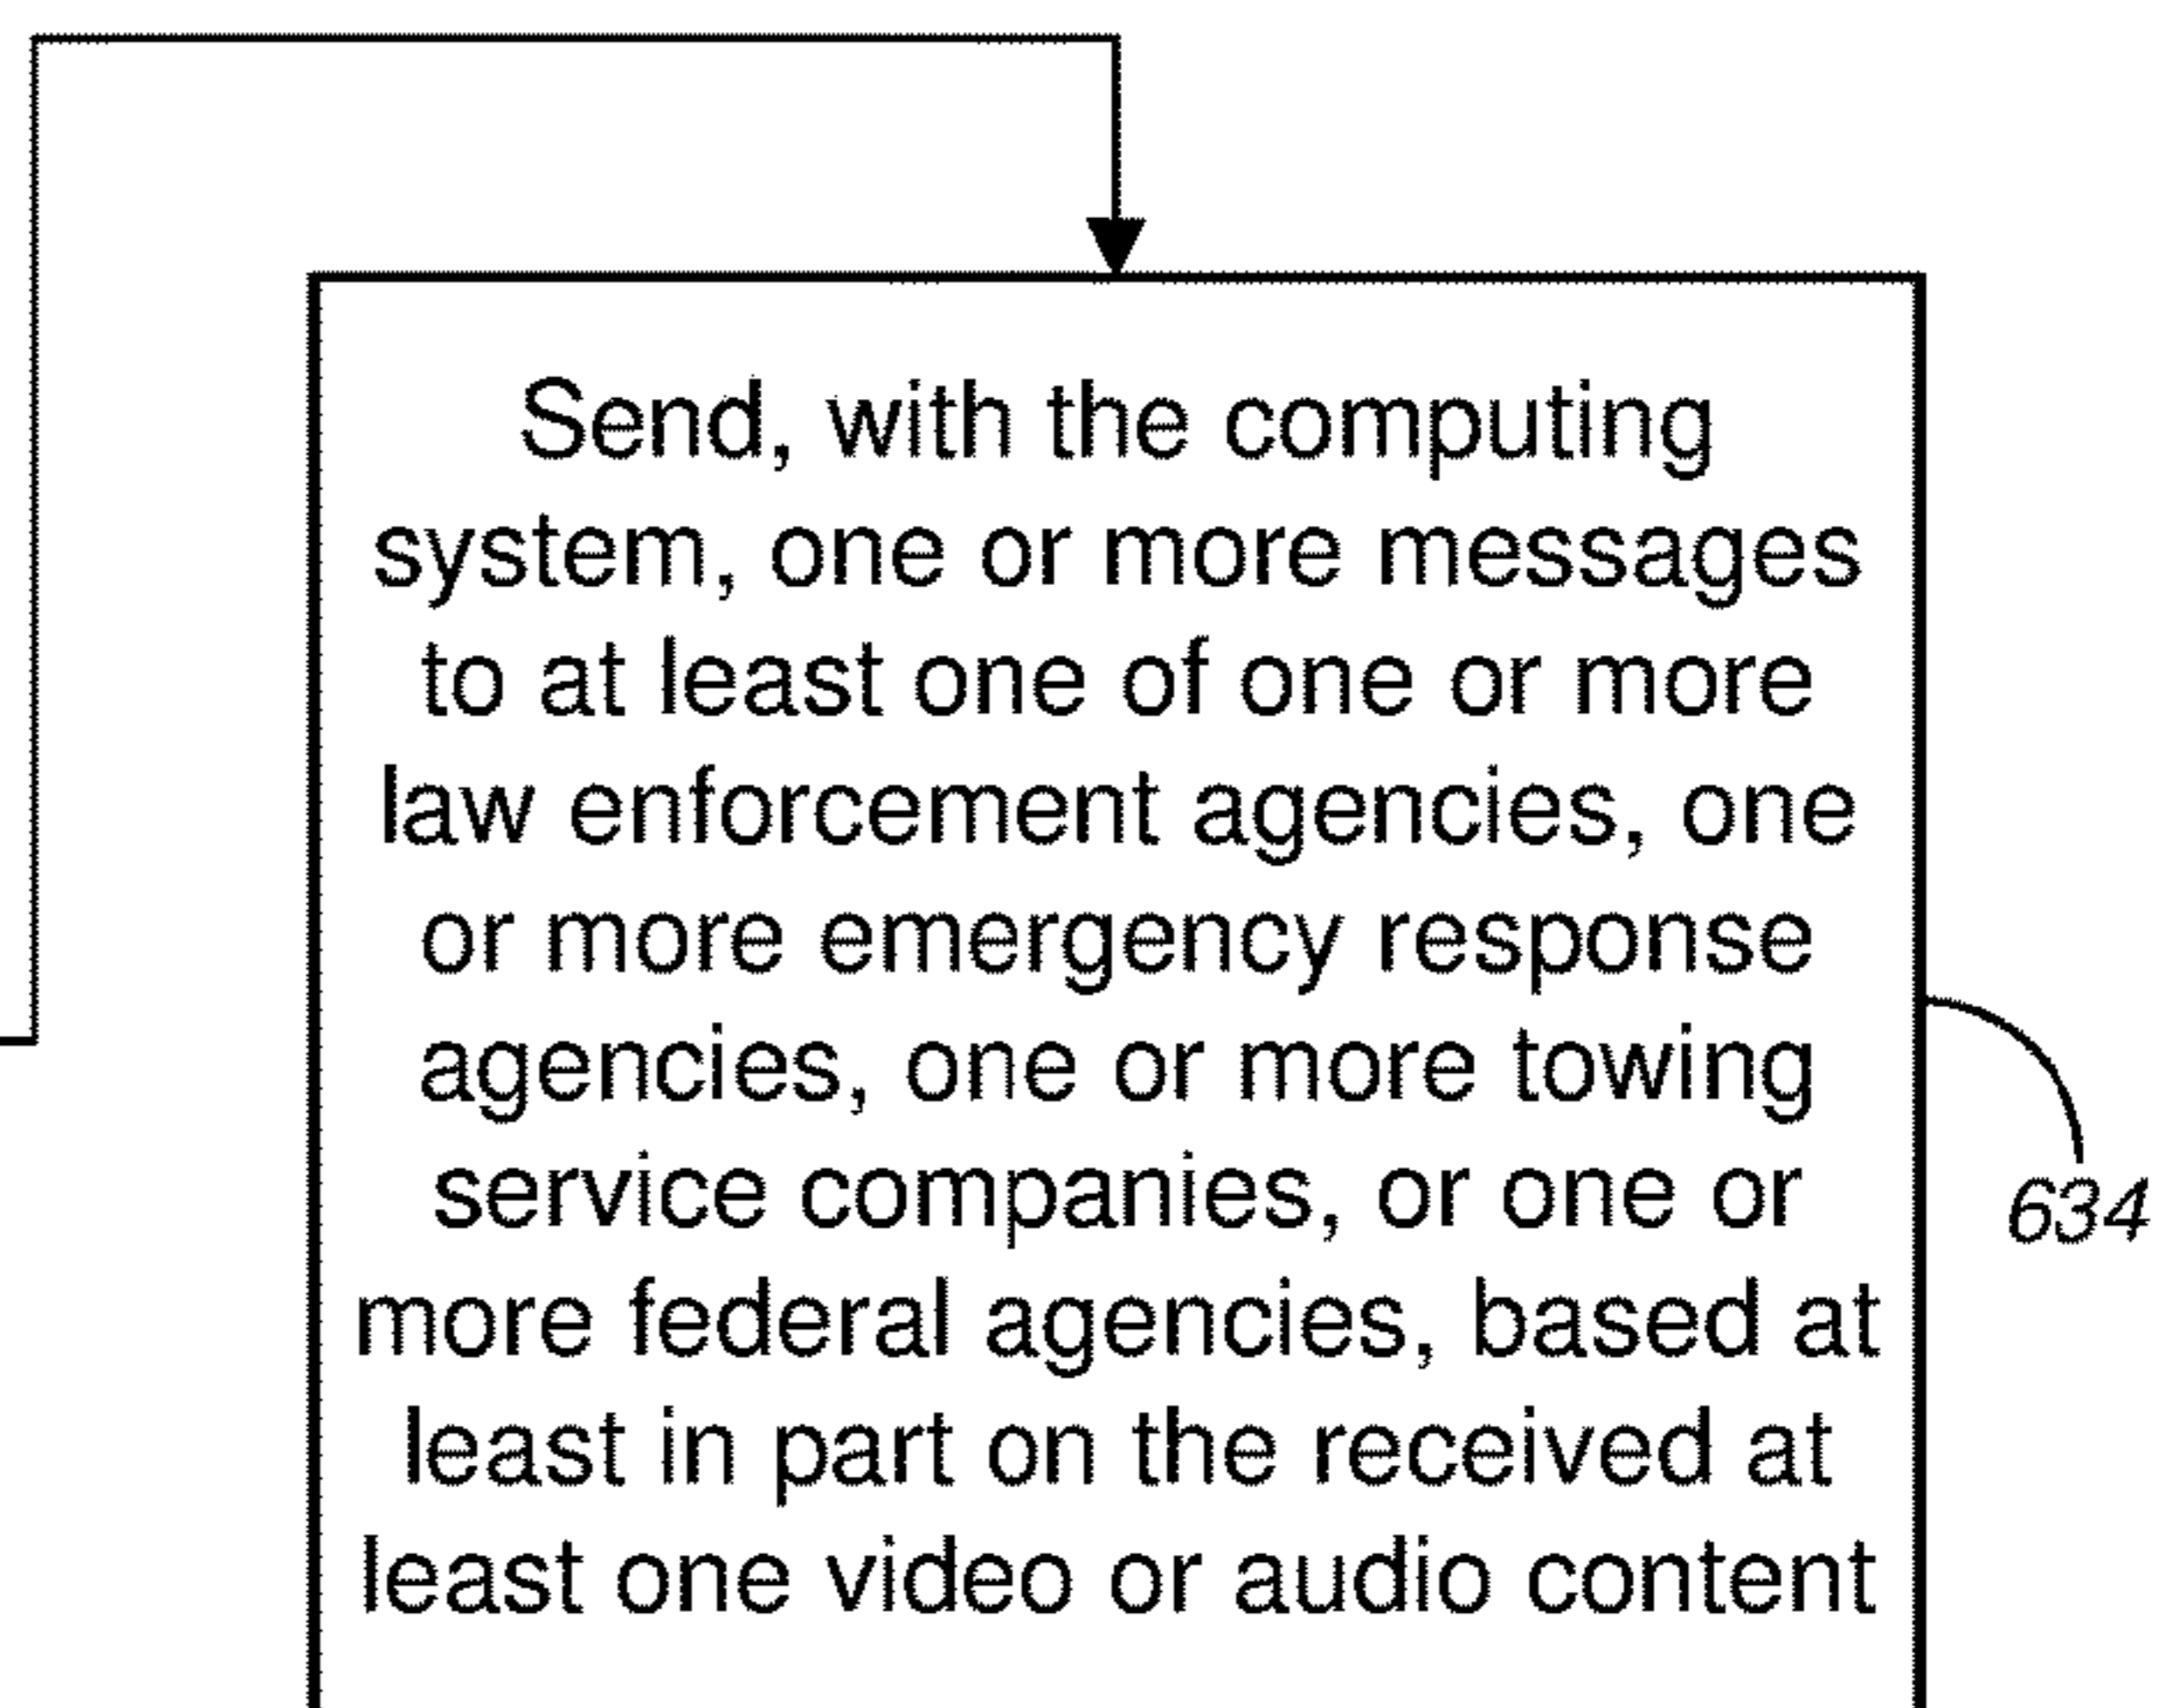 Send, with the computing
system, one or more messages
to at least one of one or more
law enforcement agencies, one
or more emergency response
agencies, one or more towing
service companies, or one or
more federal agencies, based at
least in part on the received at
least one video or audio content
634